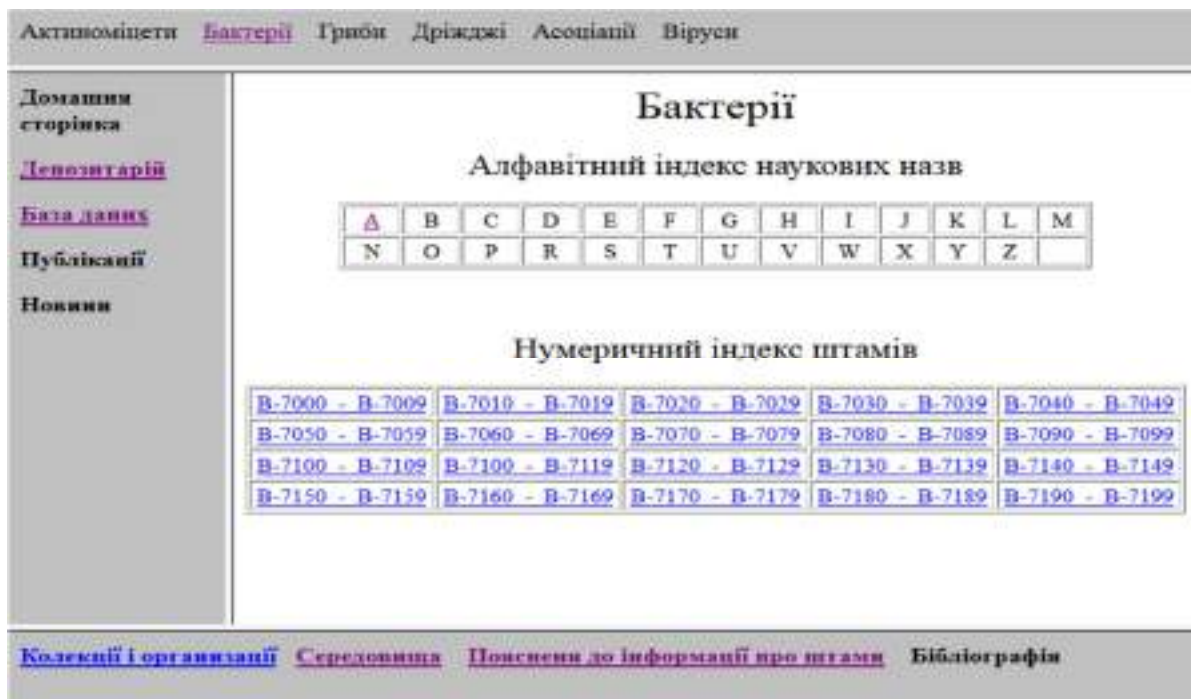 Актиноміцети Бактерії Гриби Дріжджі Асоціації Віруси
Домашня
сторінка
Депозитарій
База даних
Публікації
Новини
Бактерії
Алфавітний індекс наукових назв
A B C D E F G H I J K L M
N O P R S T U V W X Y Z
Нумеричний індекс штамів
B-7000 - B-7009 B-7010 - B-7019 B-7020 - B-7029 B-7030 - B-7039 B-7040 - B-7049
B-7050 - B-7059 B-7060 - B-7069 B-7070 - B-7079 B-7080 - B-7089 B-7090 - B-7099
B-7100 - B-7109 B-7100 - B-7119 B-7120 - B-7129 B-7130 - B-7139 B-7140 - B-7149
B-7150 - B-7159 B-7160 - B-7169 B-7170 - B-7179 B-7180 - B-7189 B-7190 - B-7199
Колекції і организації Середовища Пояснени до інформації про штами Бібліографія